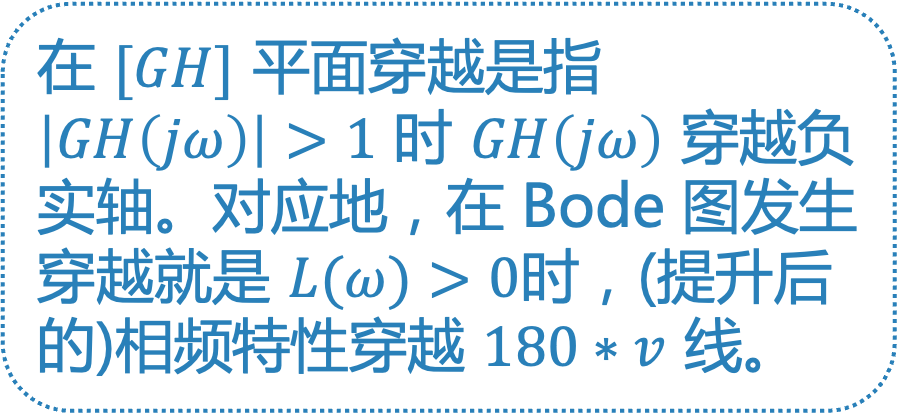 在 [GH] 平面穿越是指
|GH(jω)| > 1 时 GH(jω) 穿越负
实轴。对应地，在 Bode 图发生
穿越就是 L(ω) > 0时，(提升后
的)相频特性穿越 180 * v 线。